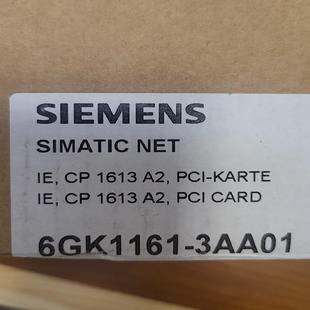 SIEMENS
SIMATIC NET
IE, CP 1613 A2, PCI-KARTE
IE, CP 1613 A2, PCI CARD
6GK1161-3AA01